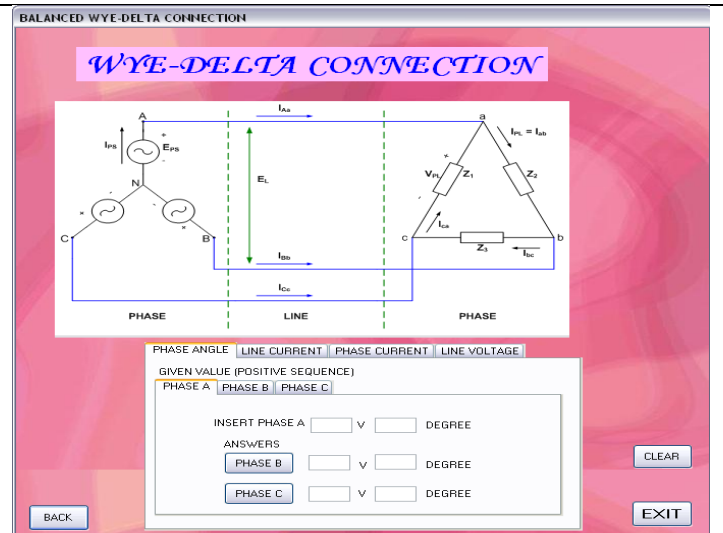 BALANCED WYE-DELTA CONNECTION
WYE-DELTA CONNECTION
A
IAa
a
IPS
+
EPS
-
IPL = Iab
EL
VPL
+
-
Z1
Z2
N
-
-
+
+
C
B
Ica
c
b
Z3
Ibc
IBb
ICc
PHASE
LINE
PHASE
PHASE ANGLE LINE CURRENT PHASE CURRENT LINE VOLTAGE
GIVEN VALUE (POSITIVE SEQUENCE)
PHASE A PHASE B PHASE C
INSERT PHASE A V DEGREE
ANSWERS
PHASE B V DEGREE
PHASE C V DEGREE
CLEAR
BACK
EXIT